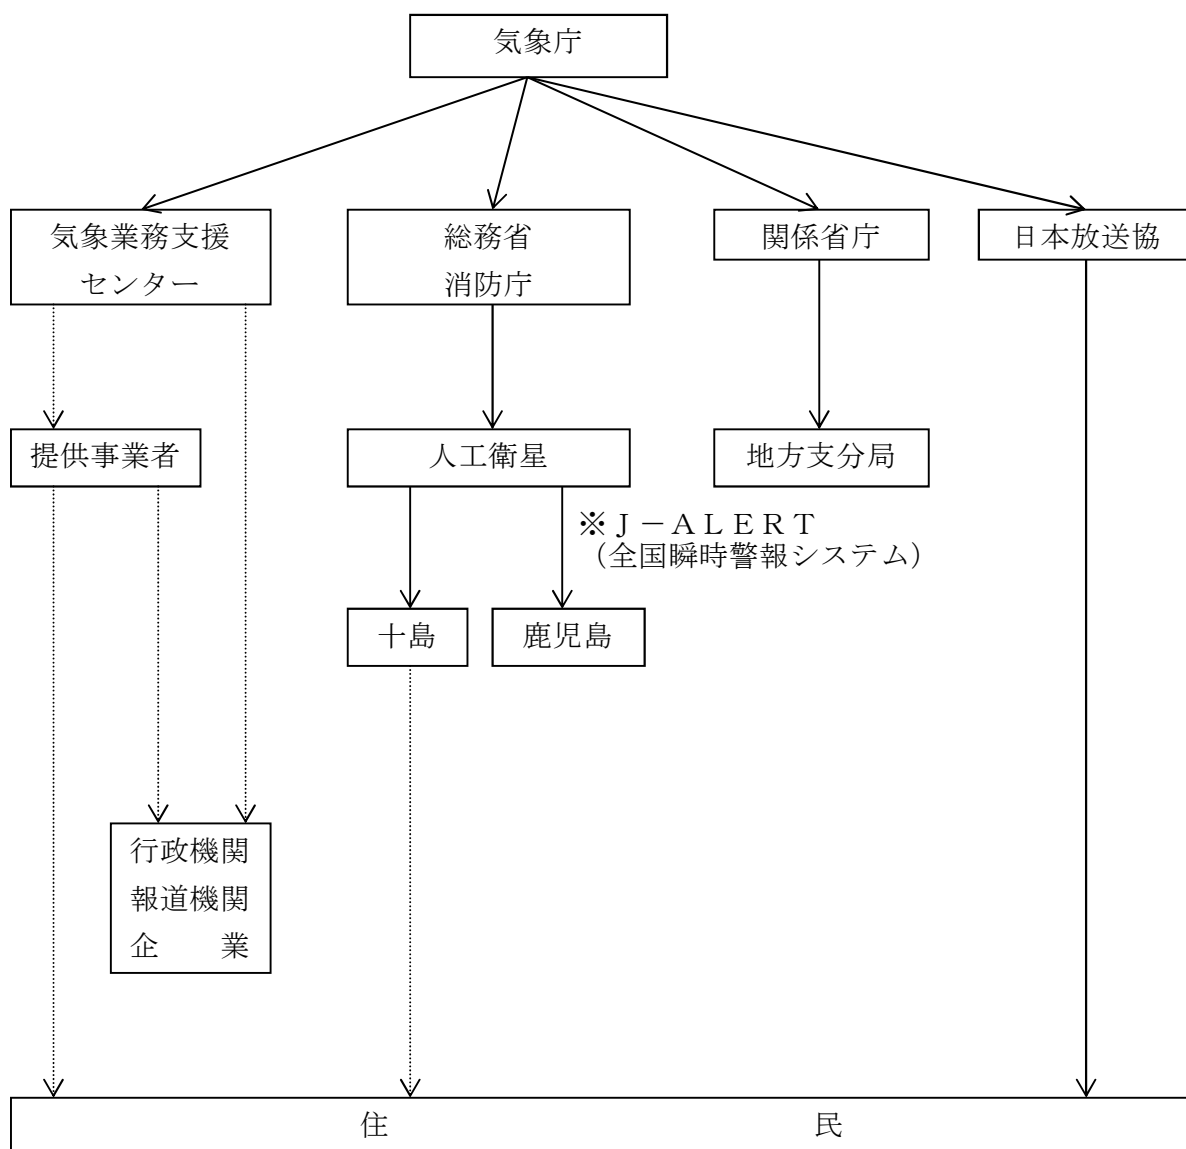 気象庁
気象業務支援
センター
総務省
消防庁
関係省庁
日本放送協
提供事業者
人工衛星
地方支分局
※J－ALERT
（全国瞬時警報システム）
十島
鹿児島
行政機関
報道機関
企　　業
住　　　　　　　　　　　　　　民